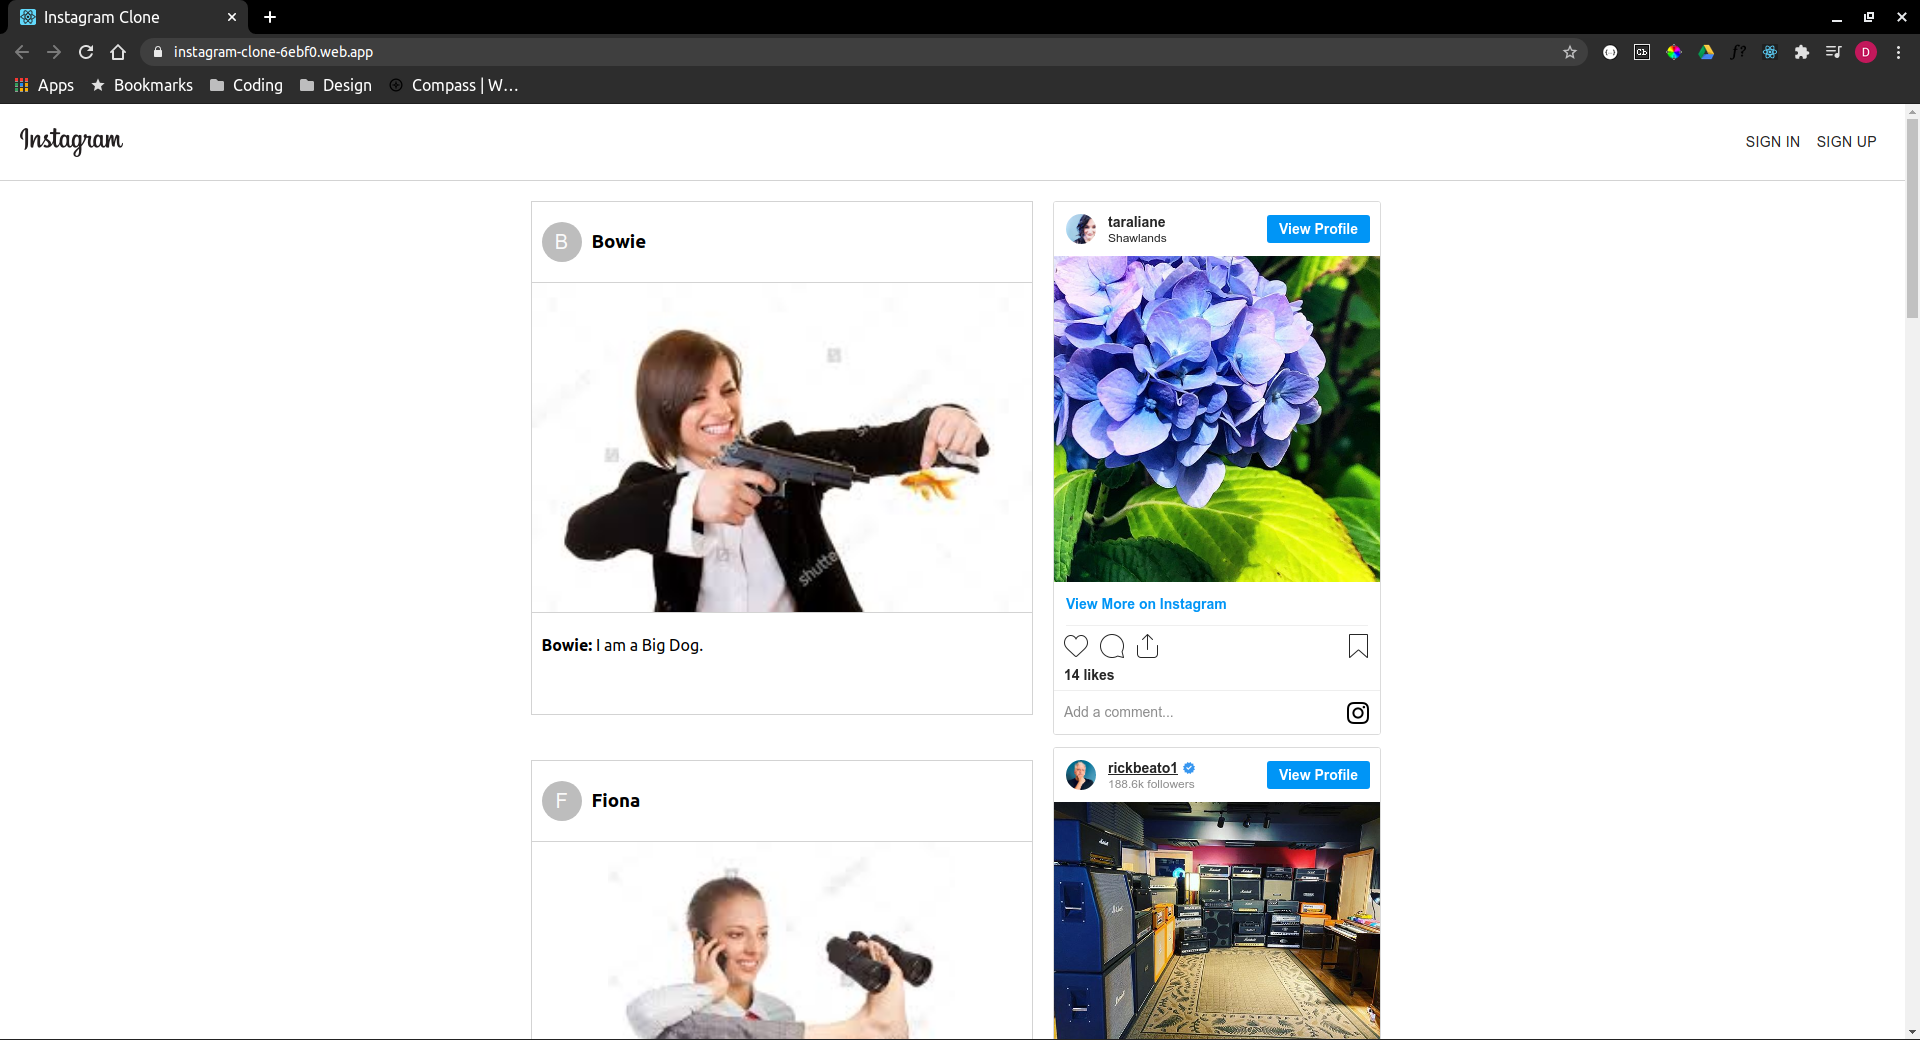 Instagram Clone
instagram-clone-6ebf0.web.app
Apps
Bookmarks
Coding
Design
Compass | W…
Instagram
SIGN IN
SIGN UP
B
Bowie
shutte
Bowie: I am a Big Dog.
F
Fiona
taraliane
Shawlands
View Profile
View More on Instagram
14 likes
Add a comment...
rickbeato1
188.6k followers
View Profile
Marshall
D